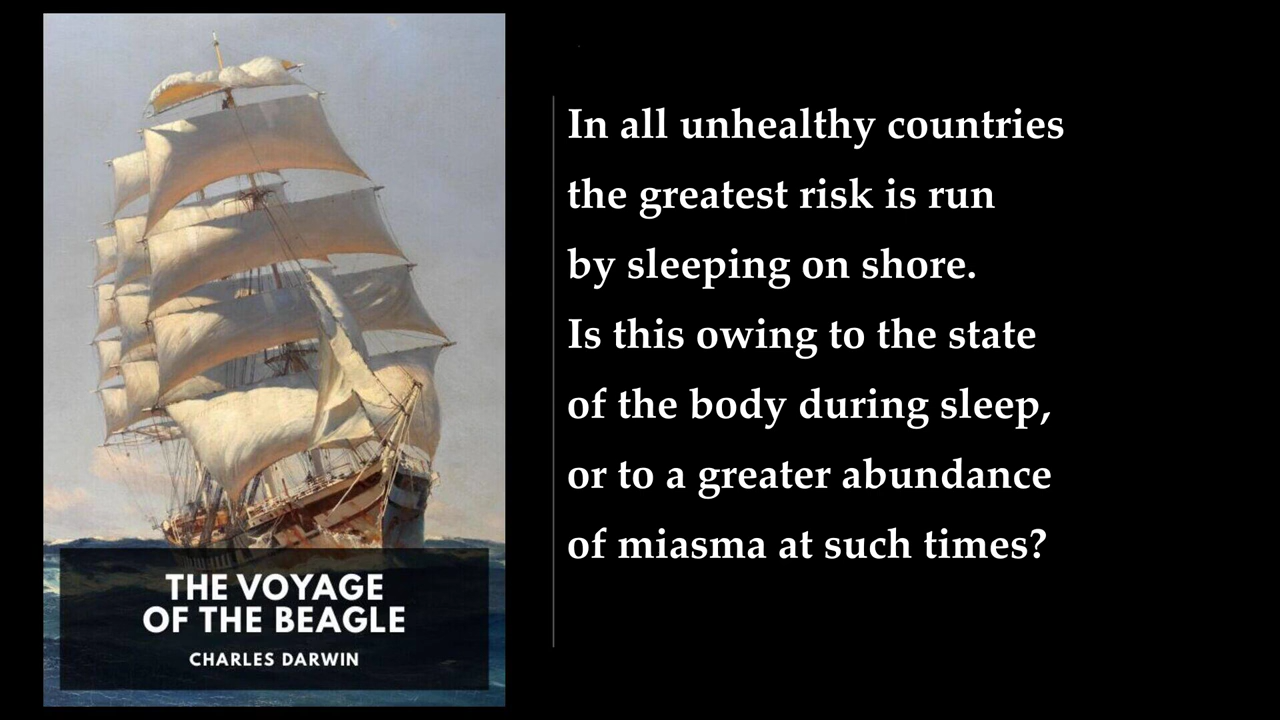 THE VOYAGE
OF THE BEAGLE
CHARLES DARWIN
In all unhealthy countries
the greatest risk is run
by sleeping on shore.
Is this owing to the state
of the body during sleep,
or to a greater abundance
of miasma at such times?